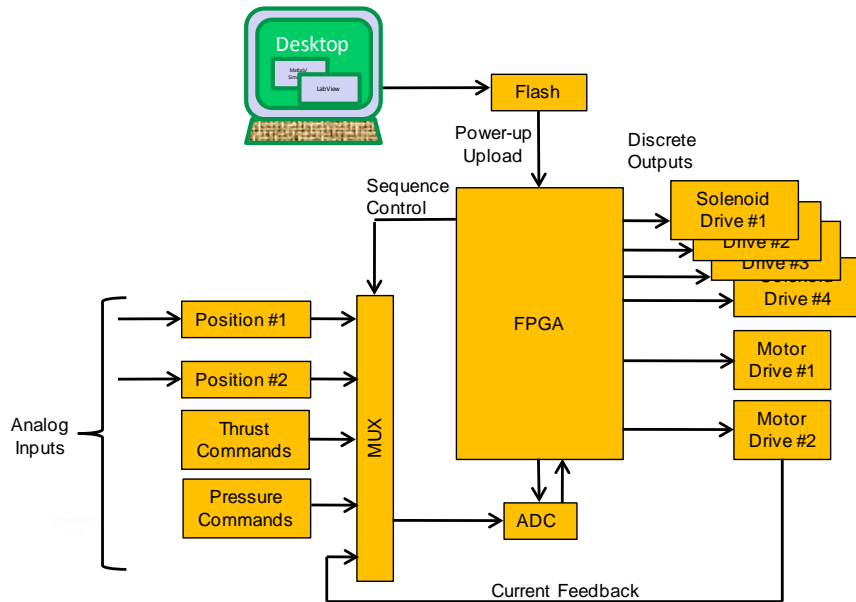 Desktop
Matlab/
LabView
Flash
Power-up
Upload
Discrete
Outputs
Sequence
Control
Solenoid
Drive #1
Drive #2
Drive #3
Drive #4
FPGA
Position #1
Position #2
Motor
Drive #1
Analog
Inputs
MUX
Thrust
Commands
Motor
Drive #2
Pressure
Commands
ADC
Current Feedback